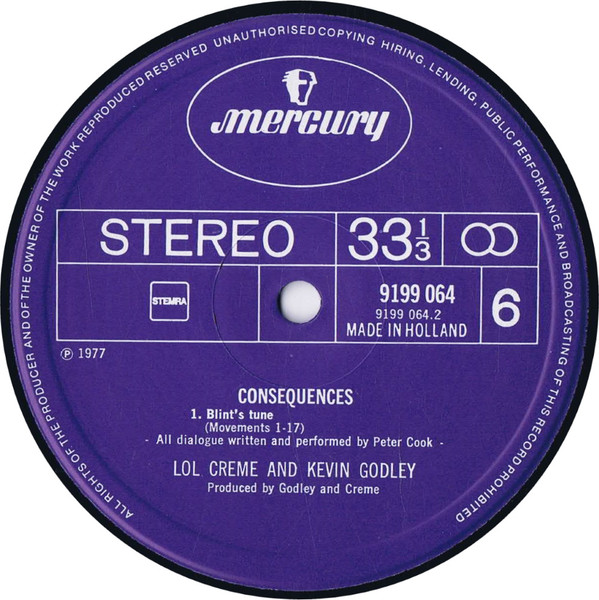 ALL RIGHTS OF THE PRODUCER AND OF THE OWNER OF THE WORK REPRODUCED RESERVED UNAUTHORISED COPYING HIRING, LENDING, PUBLIC PERFORMANCE AND BROADCASTING OF THIS RECORD PROHIBITED
mercury
STEREO
33⅓
STEMRA
9199 064
9199 064.2
MADE IN HOLLAND
6
℗ 1977
CONSEQUENCES
1. Blint's tune
(Movements 1-17)
- All dialogue written and performed by Peter Cook -
LOL CREME AND KEVIN GODLEY
Produced by Godley and Creme